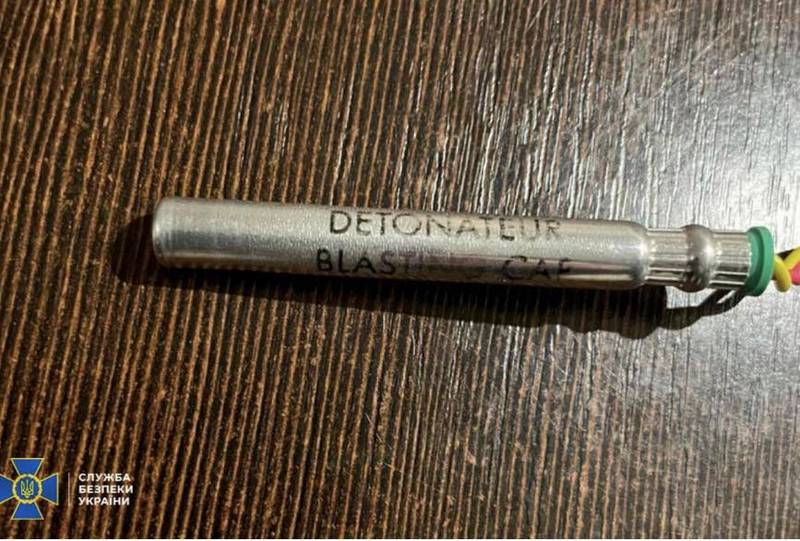 DETONATEUR
BLASTING CAP
СЛУЖБА
БЕЗПЕКИ
УКРАЇНИ